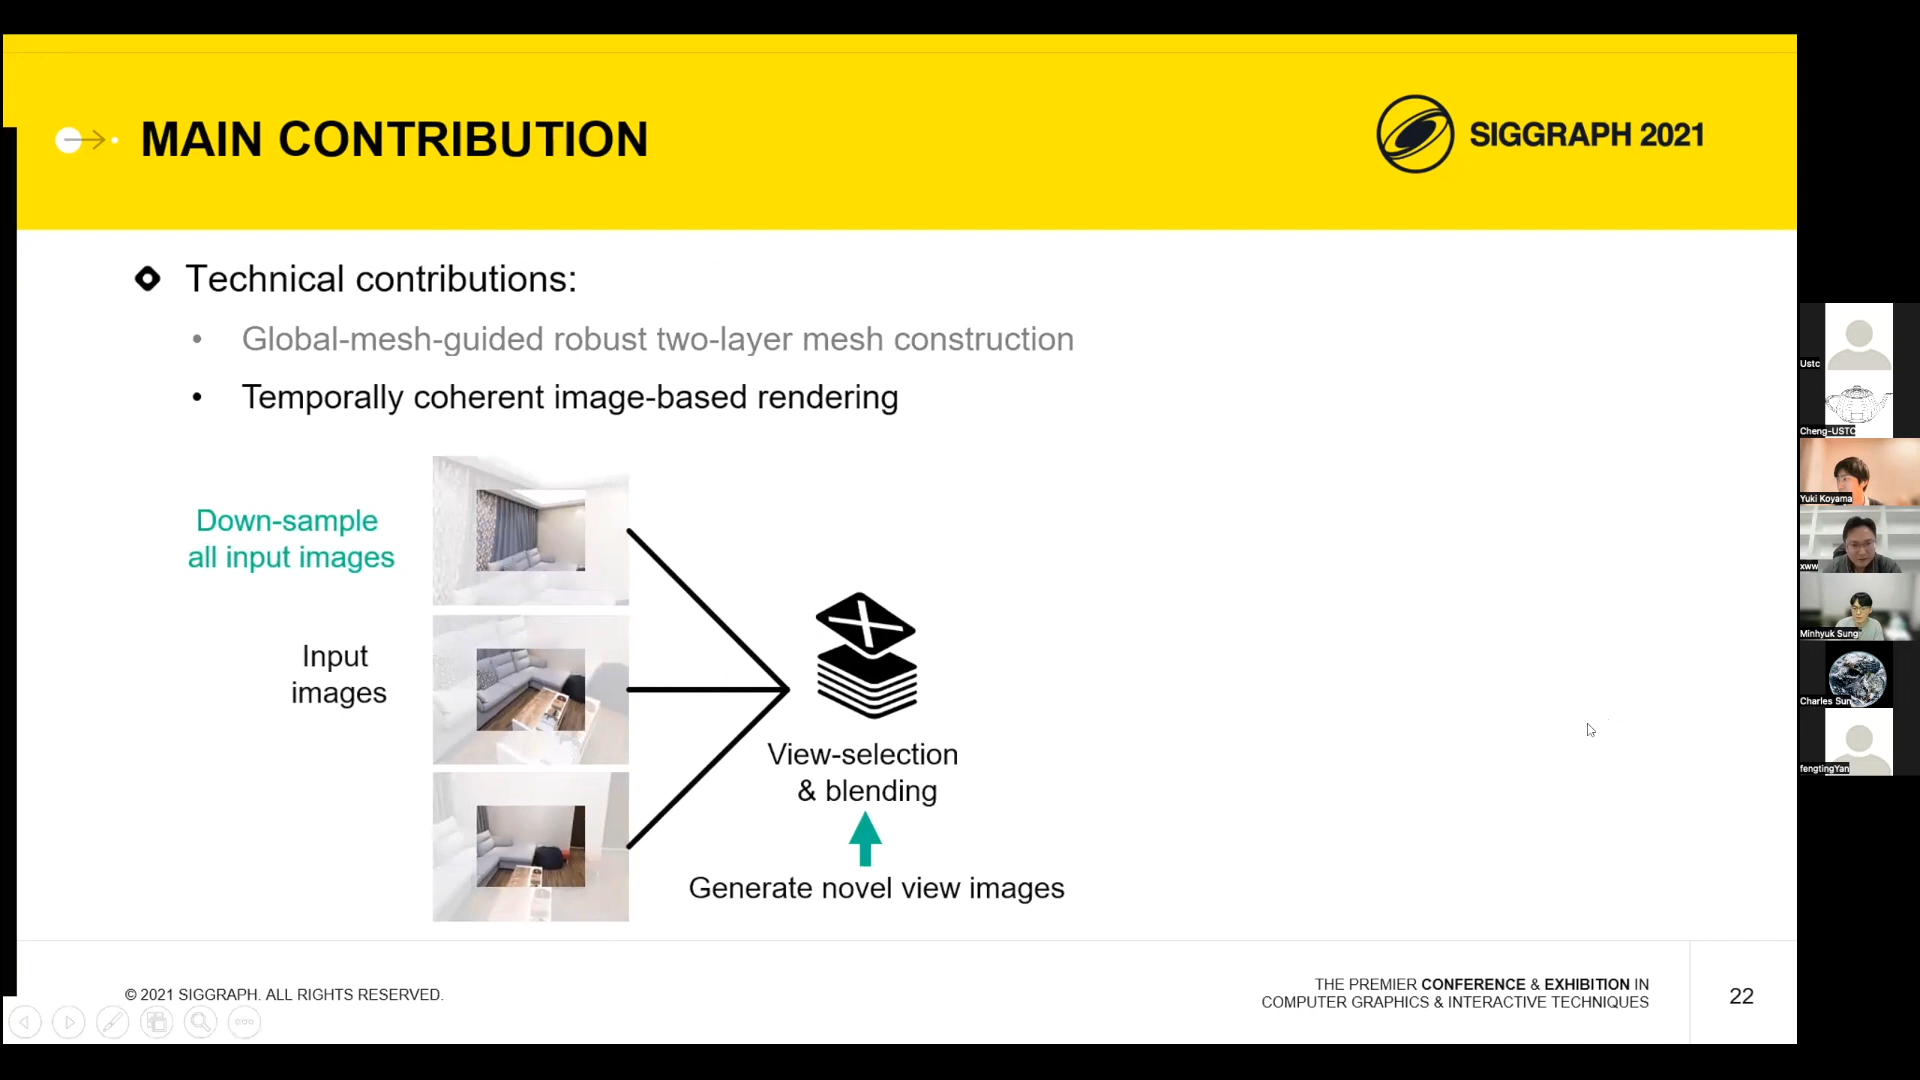 MAIN CONTRIBUTION
SIGGRAPH 2021
Technical contributions:
• Global-mesh-guided robust two-layer mesh construction
• Temporally coherent image-based rendering
Down-sample
all input images
Input
images
View-selection
& blending
Generate novel view images
© 2021 SIGGRAPH. ALL RIGHTS RESERVED.
THE PREMIER CONFERENCE & EXHIBITION IN
COMPUTER GRAPHICS & INTERACTIVE TECHNIQUES
22
Ustc
Cheng-USTC
Yuki Koyama
xww
Minhyuk Sung
Charles Sun
fengtingYan